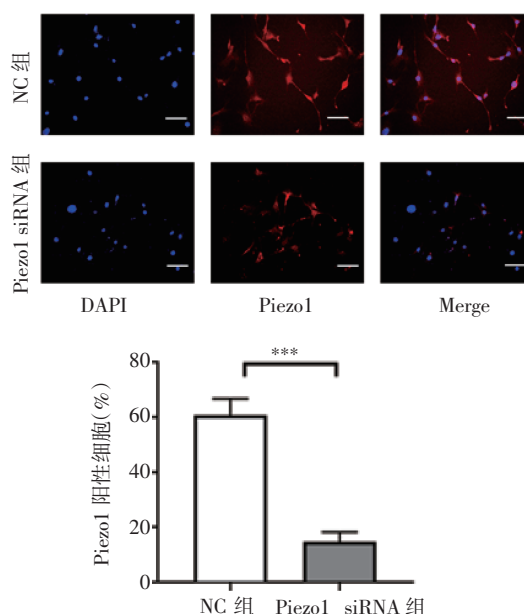 NC 组
Piezo1 siRNA 组
DAPI Piezo1 Merge
***
Piezo1 阳性细胞(%)
80
60
40
20
0
NC 组 Piezo1 siRNA 组